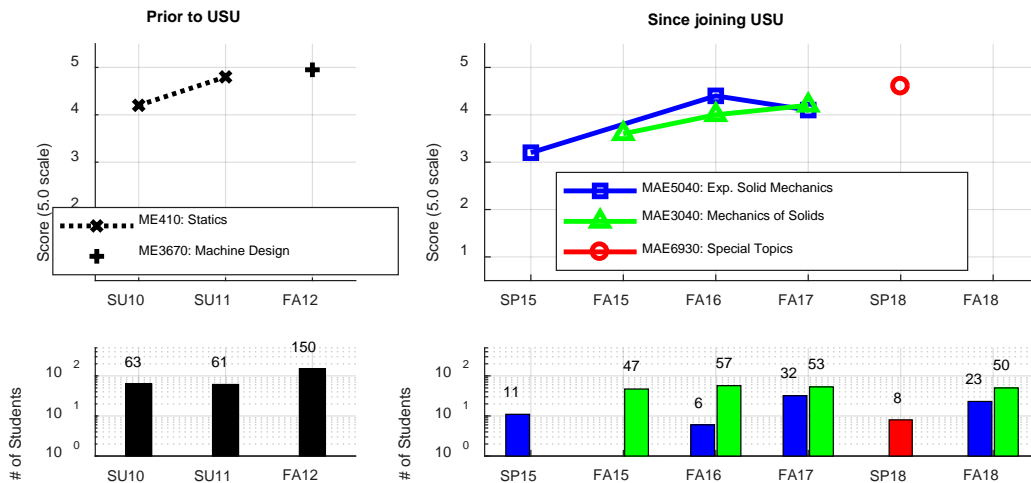 Prior to USU
Since joining USU
Score (5.0 scale)
5
4
3
2
ME410: Statics
ME3670: Machine Design
SU10
SU11
FA12
Score (5.0 scale)
5
4
3
2
1
MAE5040: Exp. Solid Mechanics
MAE3040: Mechanics of Solids
MAE6930: Special Topics
SP15
FA15
FA16
FA17
SP18
FA18
# of Students
10 2
10 1
10 0
63
61
150
SU10
SU11
FA12
# of Students
10 2
10 1
10 0
11
47
6
57
32
53
8
23
50
SP15
FA15
FA16
FA17
SP18
FA18